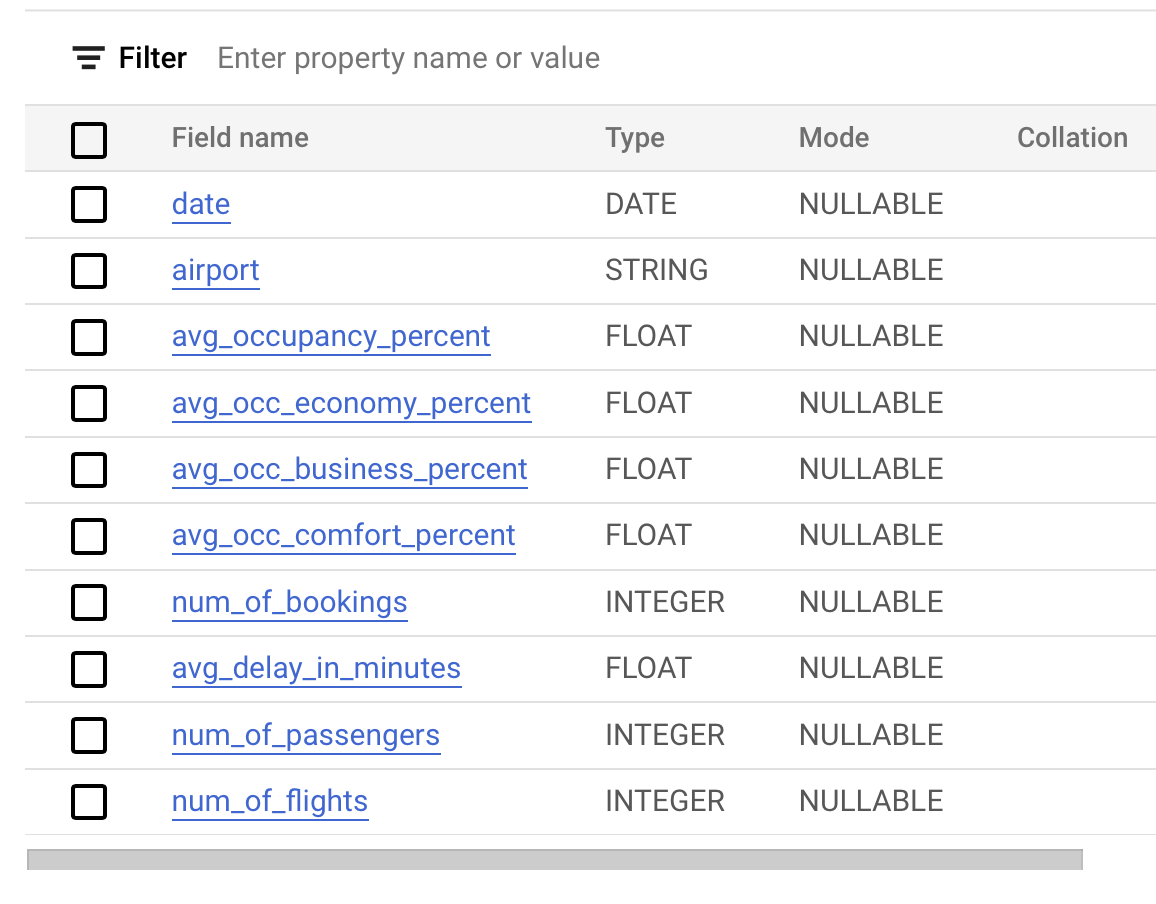 Filter Enter property name or value
Field name Type Mode Collation
date DATE NULLABLE
airport STRING NULLABLE
avg_occupancy_percent FLOAT NULLABLE
avg_occ_economy_percent FLOAT NULLABLE
avg_occ_business_percent FLOAT NULLABLE
avg_occ_comfort_percent FLOAT NULLABLE
num_of_bookings INTEGER NULLABLE
avg_delay_in_minutes FLOAT NULLABLE
num_of_passengers INTEGER NULLABLE
num_of_flights INTEGER NULLABLE